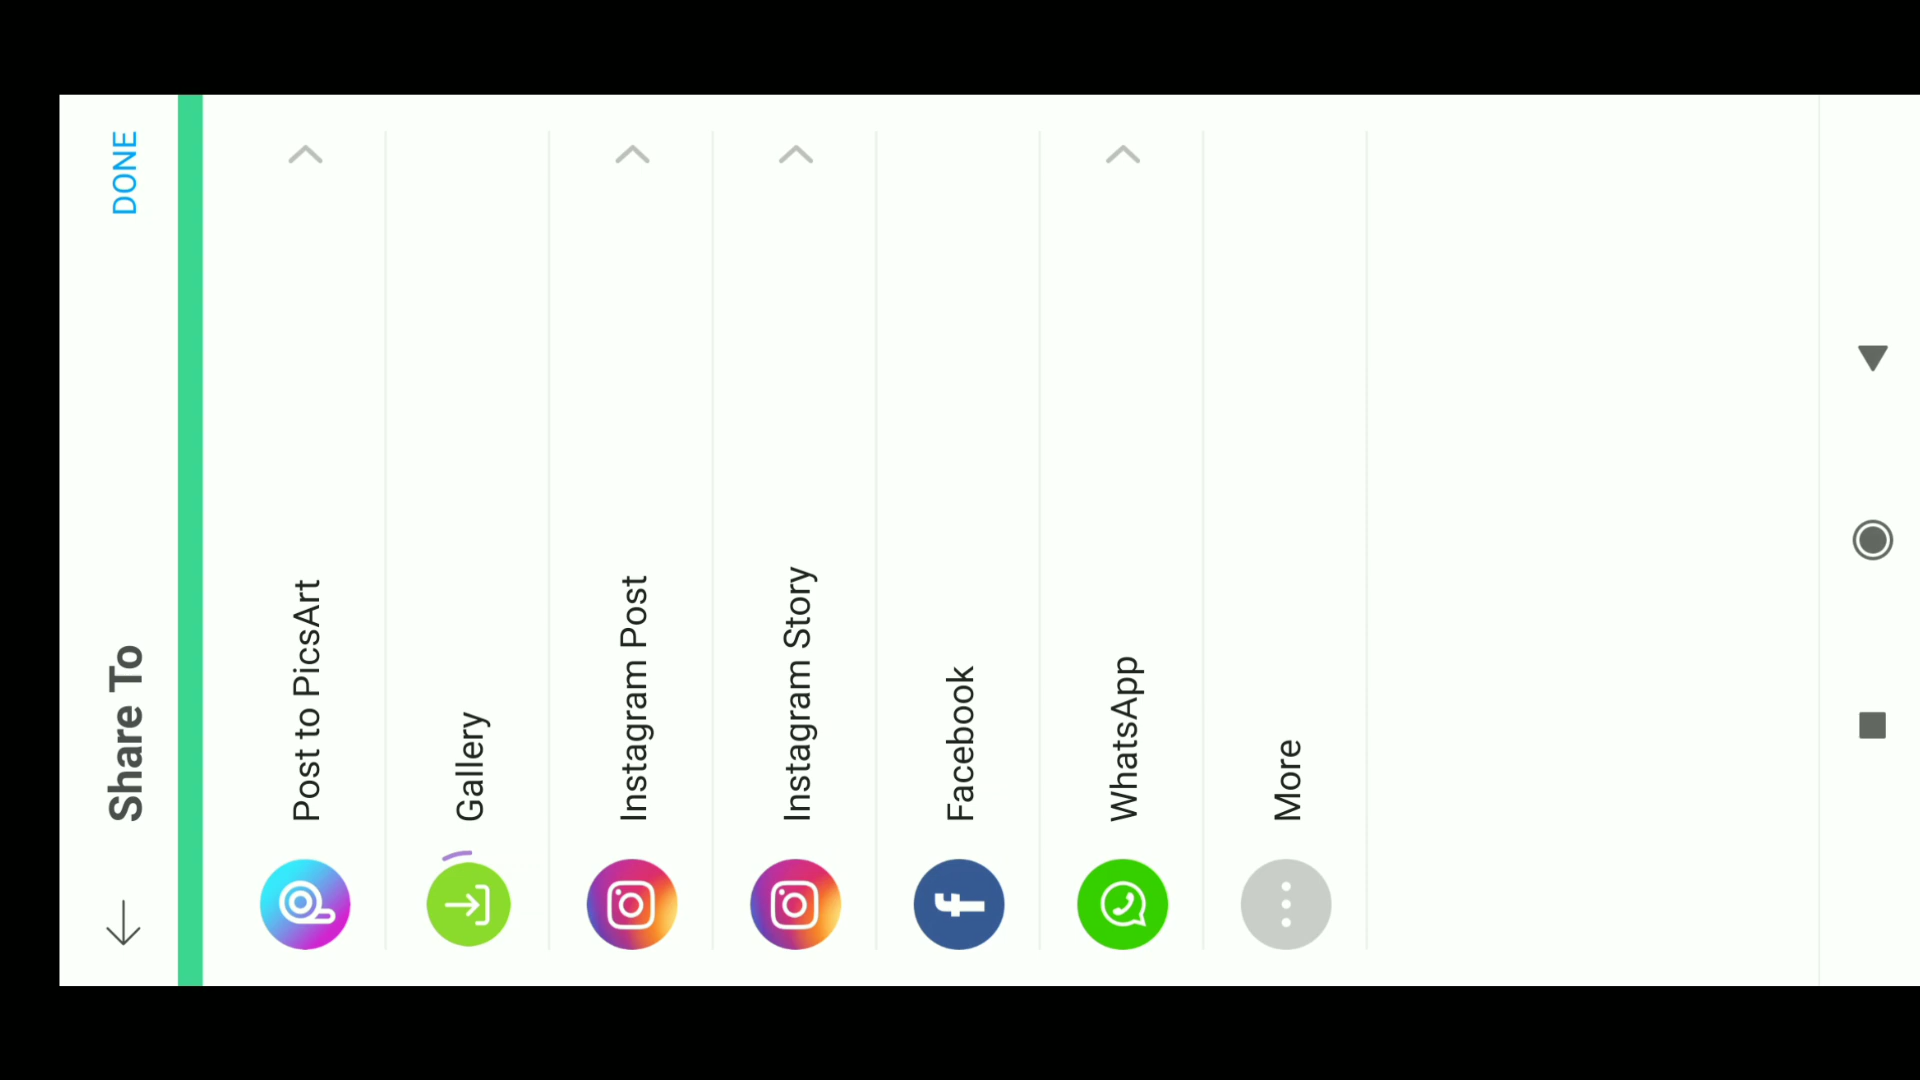 Share To
DONE
Post to PicsArt
Gallery
Instagram Post
Instagram Story
Facebook
WhatsApp
More